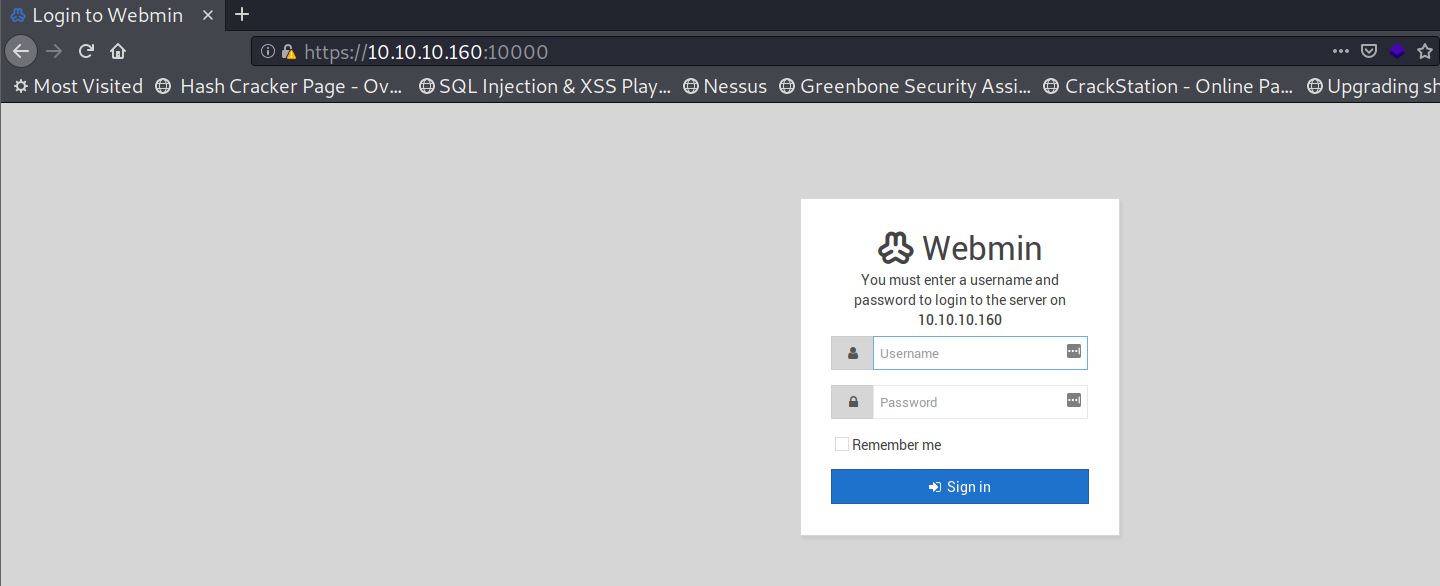 Login to Webmin
https://10.10.10.160:10000
Most Visited Hash Cracker Page - Ov... SQL Injection & XSS Play... Nessus Greenbone Security Assi... CrackStation - Online Pa... Upgrading sh
Webmin
You must enter a username and
password to login to the server on
10.10.10.160
Username
Password
Remember me
Sign in